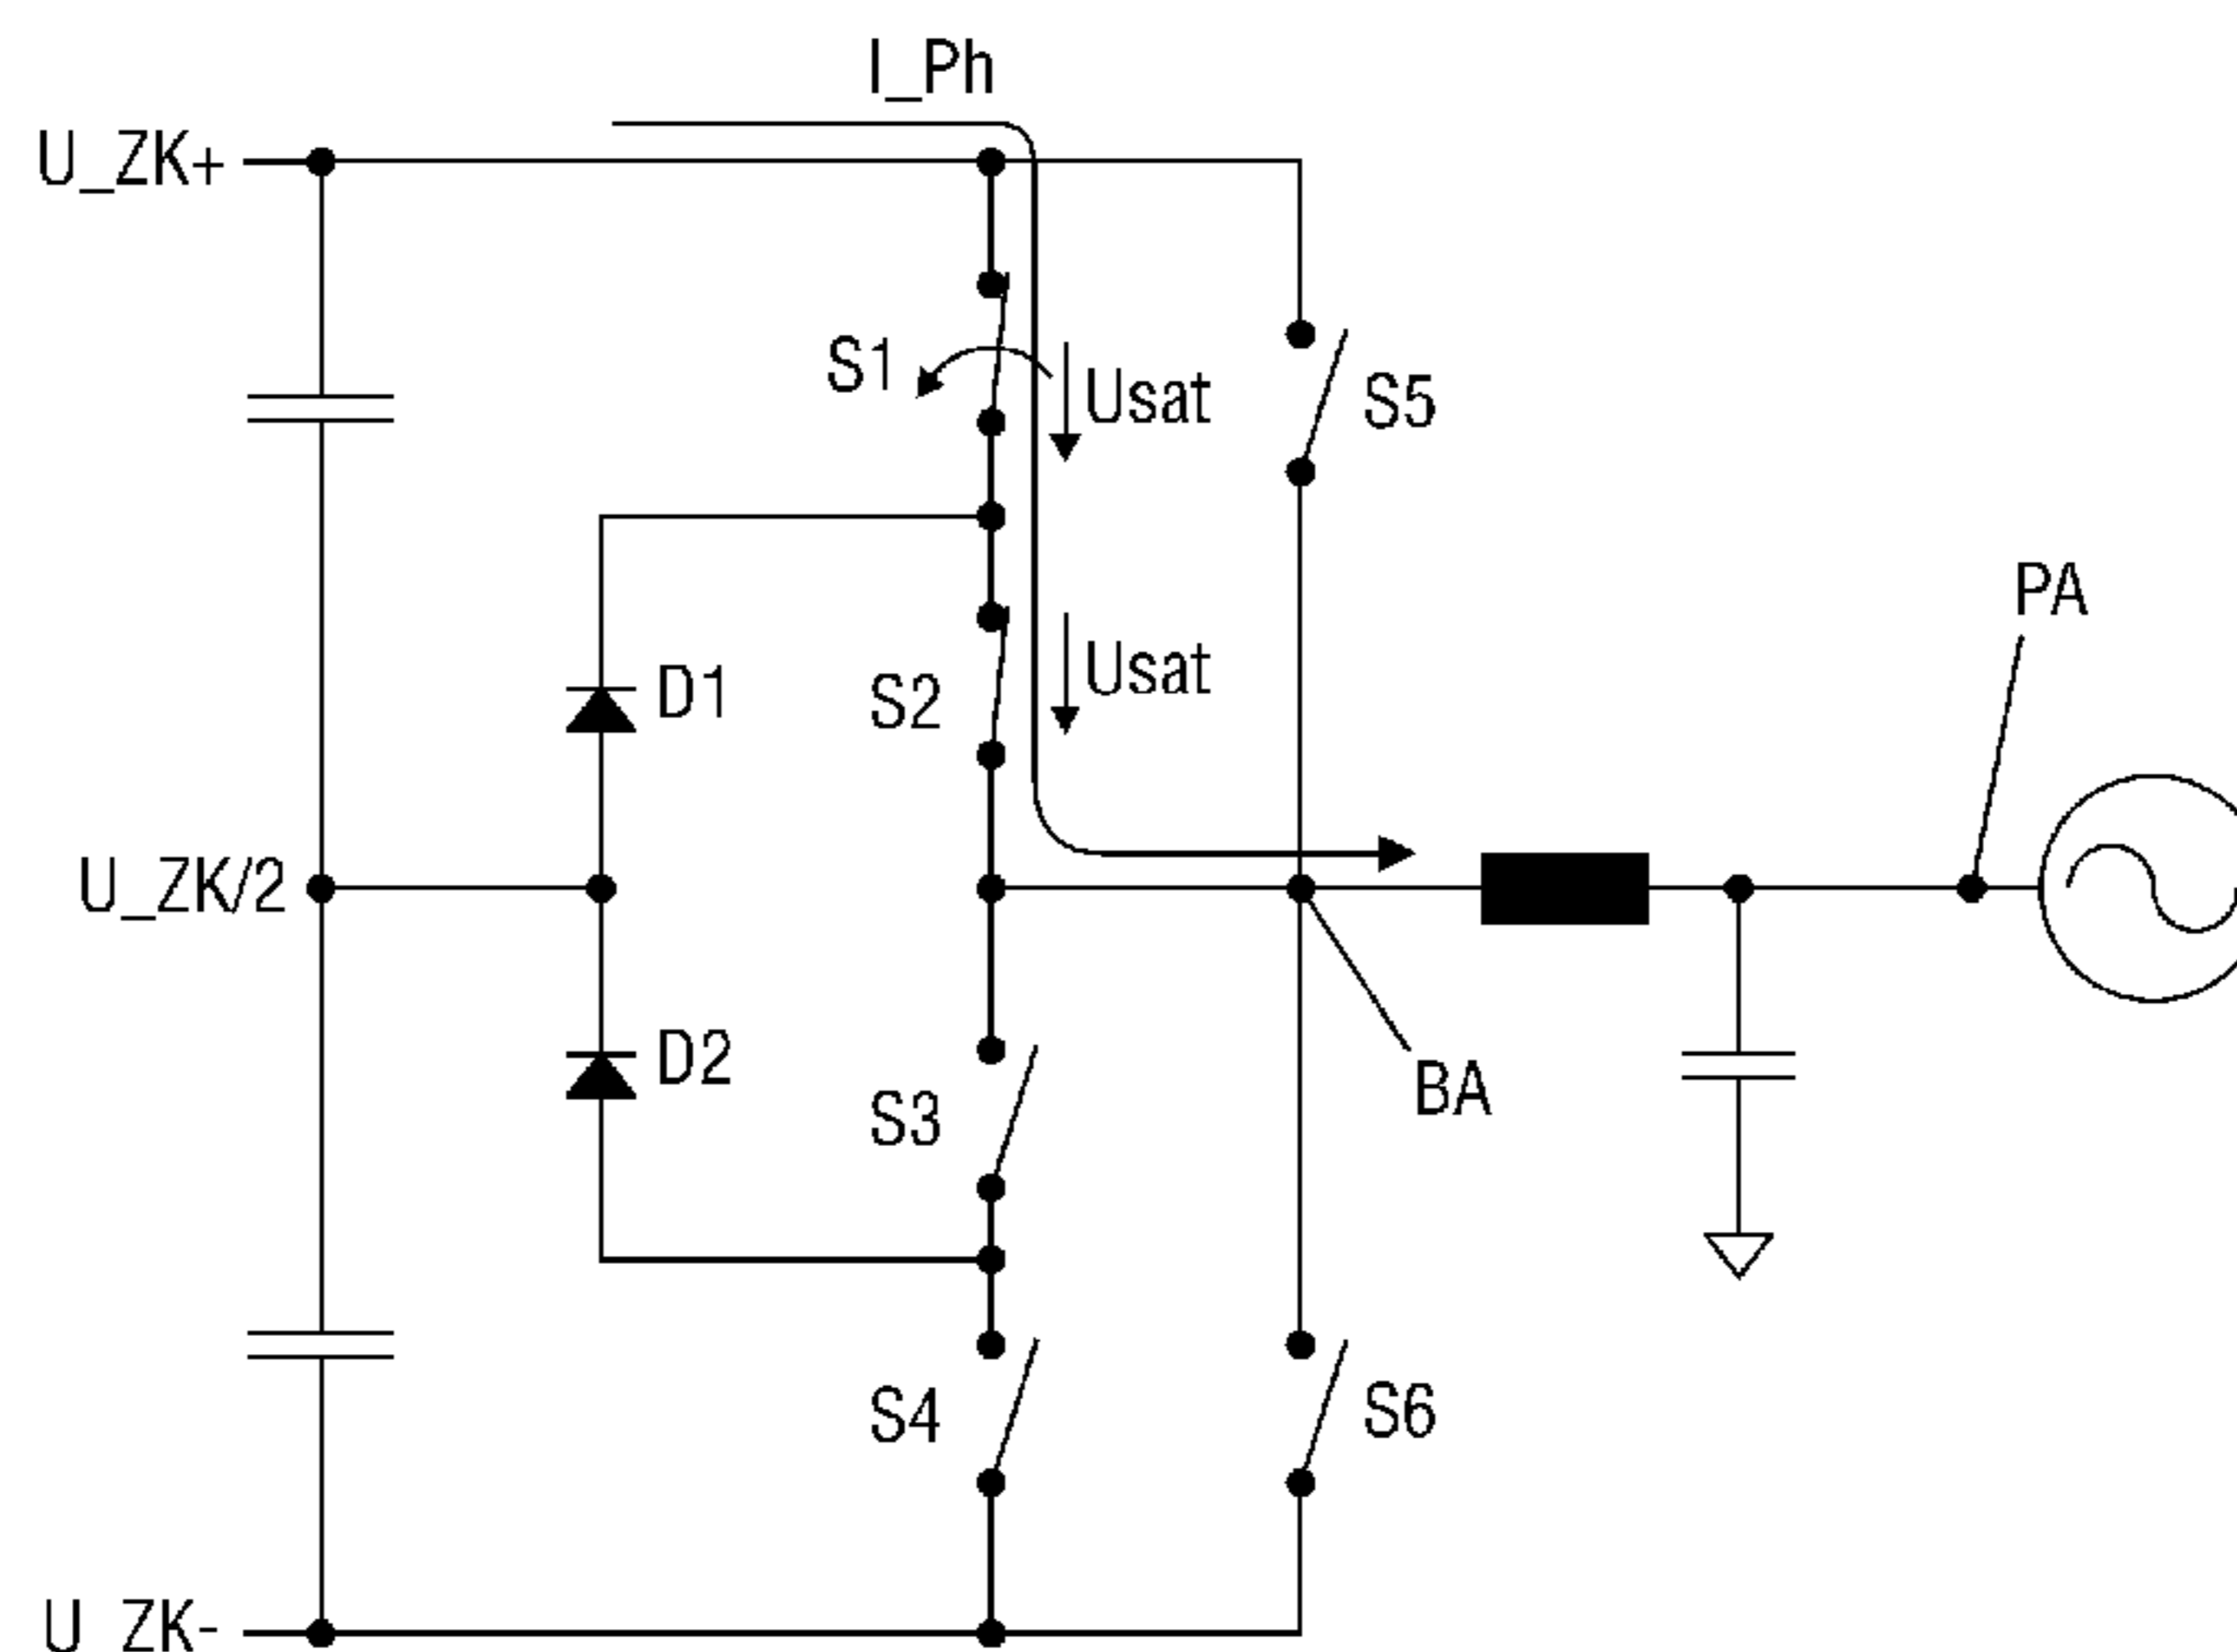 I_Ph
U_ZK+
S1
Usat
S5
PA
D1
S2
Usat
U_ZK/2
D2
S3
BA
S4
S6
U_ZK-